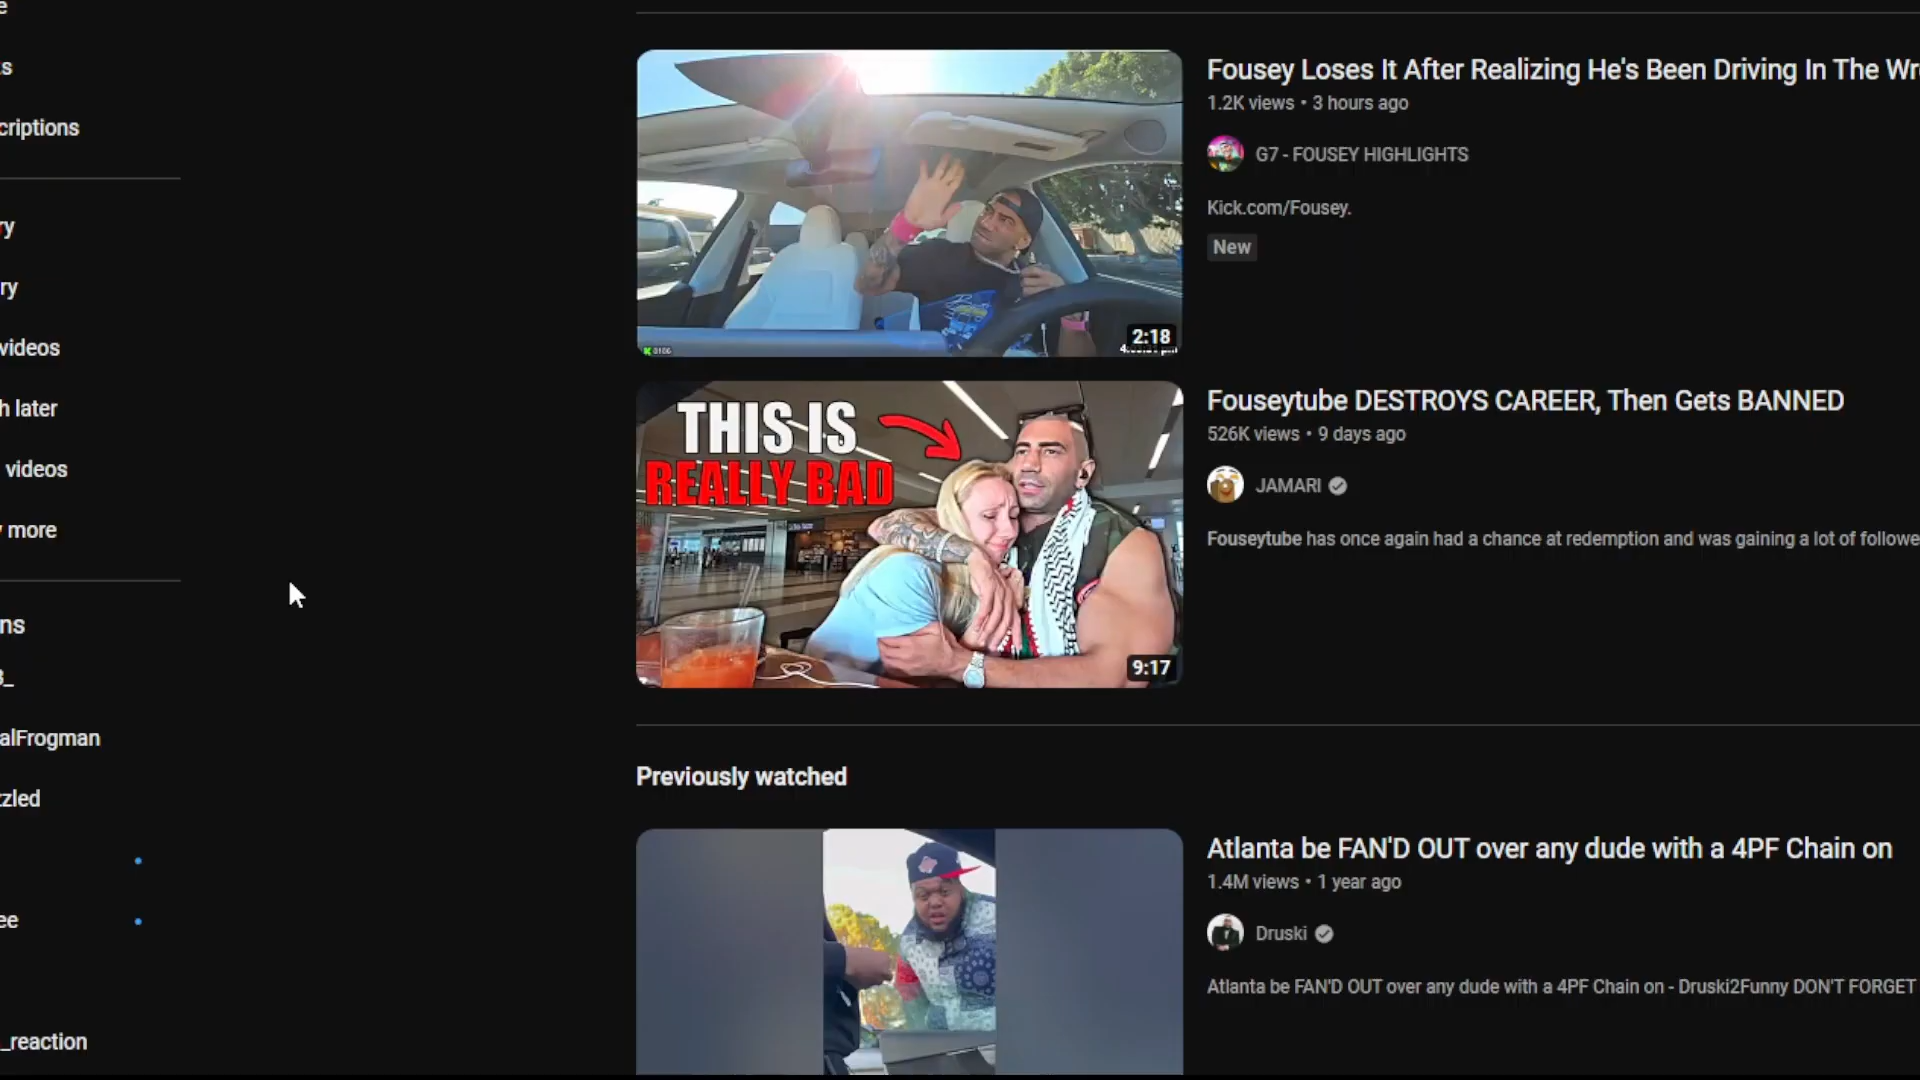 e
s
criptions
ry
ry
videos
h later
videos
more
ns
alFrogman
zled
ee
_reaction
Fousey Loses It After Realizing He's Been Driving In The Wr
1.2K views • 3 hours ago
G7 - FOUSEY HIGHLIGHTS
Kick.com/Fousey.
New
2:18
THIS IS
REALLY BAD
9:17
Fouseytube DESTROYS CAREER, Then Gets BANNED
526K views • 9 days ago
JAMARI
Fouseytube has once again had a chance at redemption and was gaining a lot of followe
Previously watched
Atlanta be FAN'D OUT over any dude with a 4PF Chain on
1.4M views • 1 year ago
Druski
Atlanta be FAN'D OUT over any dude with a 4PF Chain on - Druski2Funny DON'T FORGET